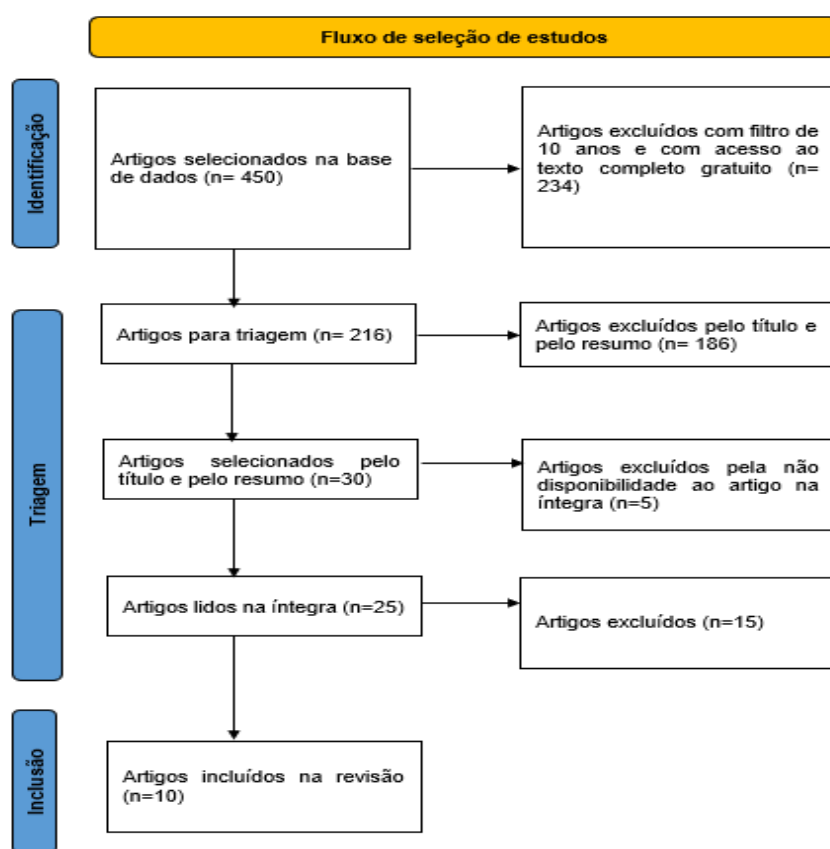 Fluxo de seleção de estudos
Identificação
Artigos selecionados na base
de dados (n= 450)
Artigos excluídos com filtro de
10 anos e com acesso ao
texto completo gratuito (n=
234)
Triagem
Artigos para triagem (n= 216)
Artigos excluídos pelo título e
pelo resumo (n= 186)
Artigos selecionados pelo
título e pelo resumo (n=30)
Artigos excluídos pela não
disponibilidade ao artigo na
íntegra (n=5)
Artigos lidos na íntegra (n=25)
Artigos excluídos (n=15)
Inclusão
Artigos incluídos na revisão
(n=10)